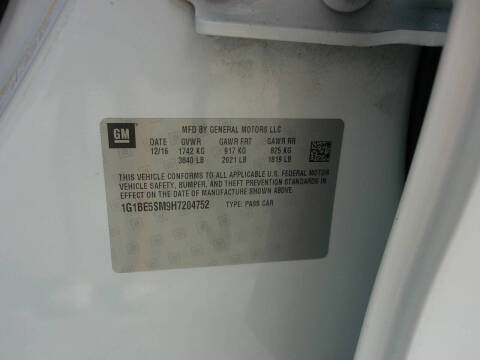 GM
MFD BY GENERAL MOTORS LLC
DATE GVWR GAWR FRT GAWR RR
12/16 1742 KG 917 KG 825 KG
3840 LB 2021 LB 1819 LB
THIS VEHICLE CONFORMS TO ALL APPLICABLE U.S. FEDERAL MOTOR
VEHICLE SAFETY, BUMPER, AND THEFT PREVENTION STANDARDS IN
EFFECT ON THE DATE OF MANUFACTURE SHOWN ABOVE.
1G1BE5SM9H7204752 TYPE: PASS CAR